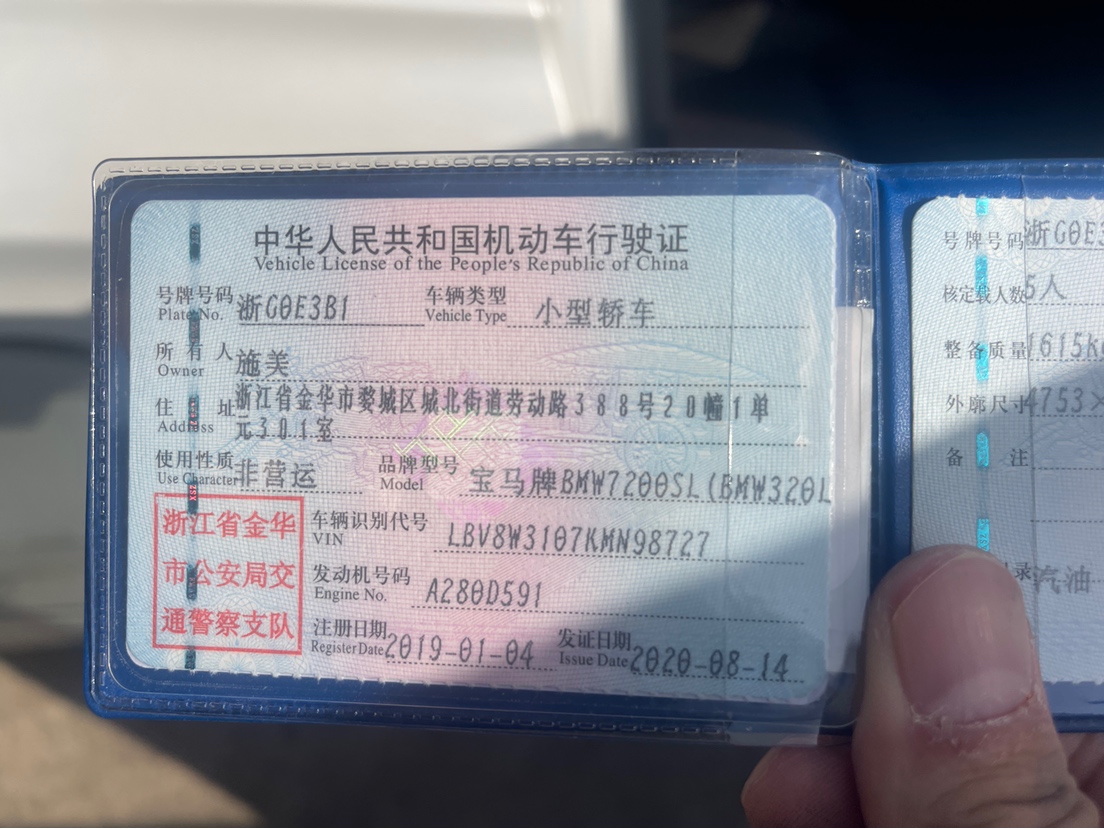 中华人民共和国机动车行驶证
Vehicle License of the People's Republic of China
号牌号码 浙G0E3B1 车辆类型 小型轿车
Plate No. Vehicle Type
所有人 施美
Owner
住址 浙江省金华市婺城区城北街道劳动路388号20幢1单
Address 元301室
使用性质 非营运 品牌型号 宝马牌BMW7200SL(BMW320L
Use Character Model
浙江省金华
市公安局交
通警察支队
车辆识别代号 LBV8W3107KMN98727
VIN
发动机号码 A280D591
Engine No.
注册日期 2019-01-04 发证日期 2020-08-14
Register Date Issue Date
号牌号码 浙G0E3
核定载人数 5人
整备质量 1615k
外廓尺寸 4753×
备注
录 汽油